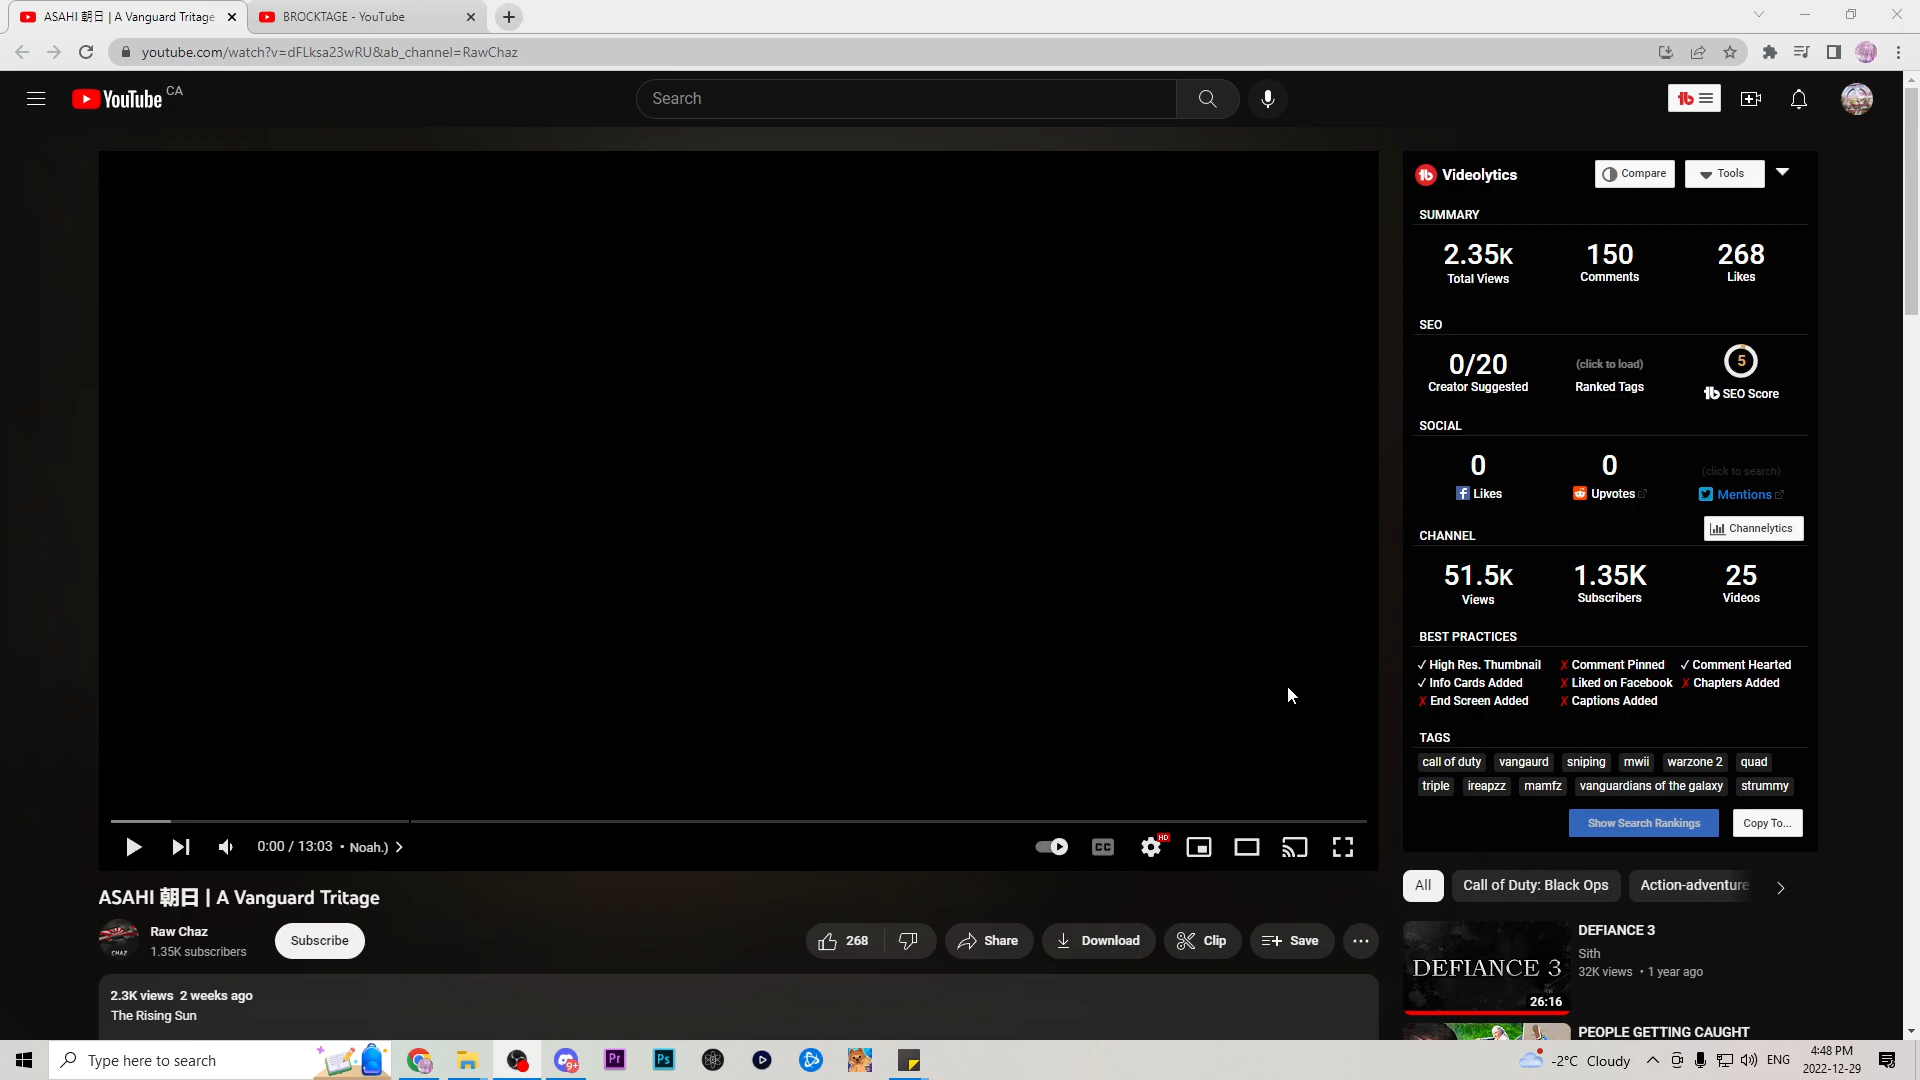 ASAHI 朝日 | A Vanguard Tritage
BROCKTAGE - YouTube
youtube.com/watch?v=dFLksa23wRU&ab_channel=RawChaz
YouTube CA
Search
Videolytics
Compare
Tools
SUMMARY
2.35K
150
268
Total Views
Comments
Likes
SEO
0/20
(click to load)
5
Creator Suggested
Ranked Tags
SEO Score
SOCIAL
0
0
(click to search)
Likes
Upvotes
Mentions
CHANNEL
Channelytics
51.5K
1.35K
25
Views
Subscribers
Videos
BEST PRACTICES
✓ High Res. Thumbnail
✗ Comment Pinned
✓ Comment Hearted
✓ Info Cards Added
✗ Liked on Facebook
✗ Chapters Added
✗ End Screen Added
✗ Captions Added
TAGS
call of duty vangaurd sniping mwii warzone 2 quad
triple ireapzz mamfz vanguardians of the galaxy strummy
Show Search Rankings
Copy To...
0:00 / 13:03 • Noah.)
CC
HD
ASAHI 朝日 | A Vanguard Tritage
Raw Chaz
1.35K subscribers
Subscribe
268
Share
Download
Clip
Save
2.3K views 2 weeks ago
The Rising Sun
All
Call of Duty: Black Ops
Action-adventure
DEFIANCE 3
26:16
DEFIANCE 3
Sith
32K views • 1 year ago
PEOPLE GETTING CAUGHT
Type here to search
9+
Pr
Ps
-2°C Cloudy
ENG
4:48 PM
2022-12-29